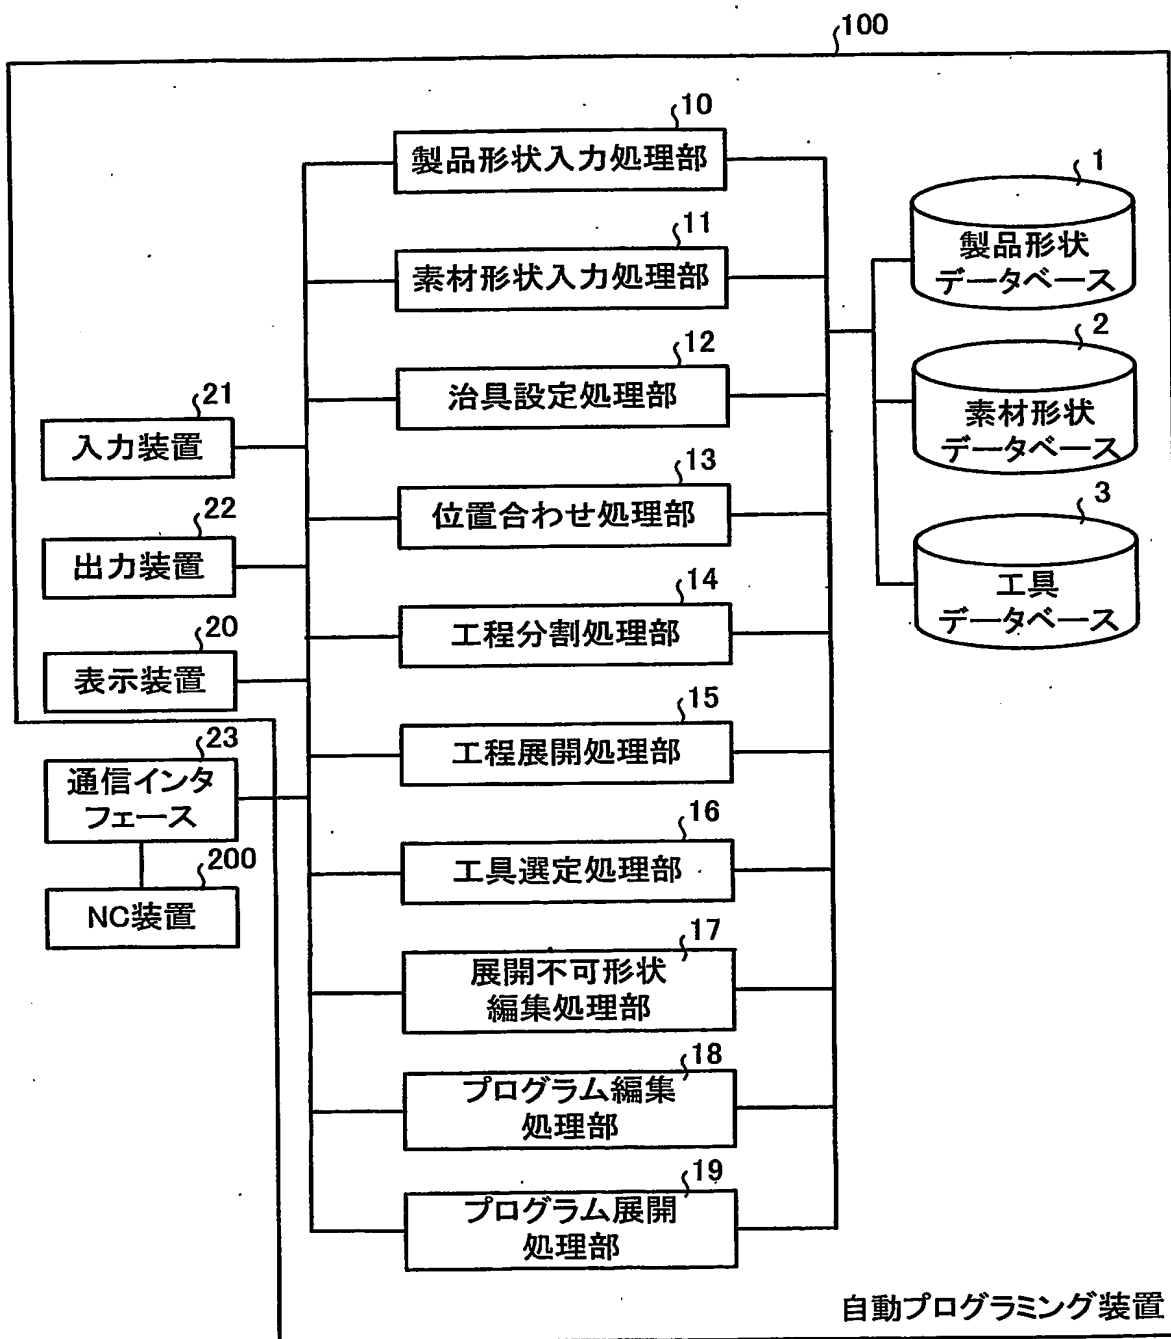 100
10
製品形状入力処理部
11
素材形状入力処理部
12
治具設定処理部
13
位置合わせ処理部
14
工程分割処理部
15
工程展開処理部
16
工具選定処理部
17
展開不可形状
編集処理部
18
プログラム編集
処理部
19
プログラム展開
処理部
21
入力装置
22
出力装置
20
表示装置
23
通信インタ
フェース
200
NC装置
1
製品形状
データベース
2
素材形状
データベース
3
工具
データベース
自動プログラミング装置